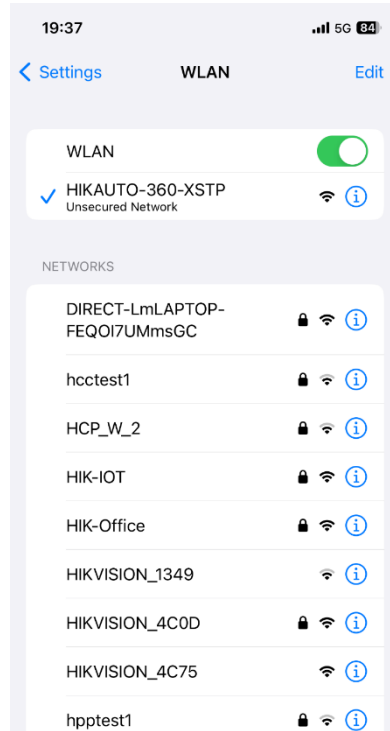 19:37 5G 84
Settings WLAN Edit
WLAN
HIKAUTO-360-XSTP
Unsecured Network
NETWORKS
DIRECT-LmLAPTOP-
FEQOI7UMmsGC
hcctest1
HCP_W_2
HIK-IOT
HIK-Office
HIKVISION_1349
HIKVISION_4C0D
HIKVISION_4C75
hpptest1